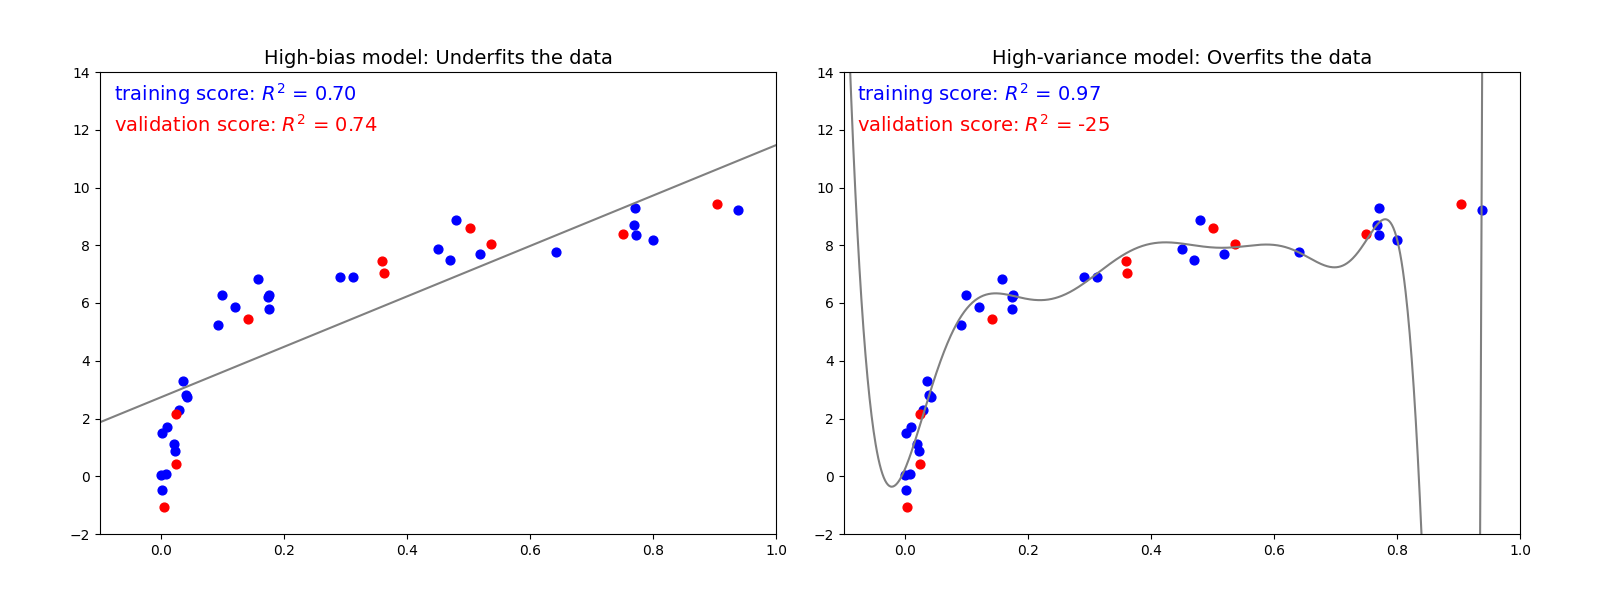 High-bias model: Underfits the data
training score: R² = 0.70
validation score: R² = 0.74
14
12
10
8
6
4
2
0
−2
0.0 0.2 0.4 0.6 0.8 1.0
High-variance model: Overfits the data
training score: R² = 0.97
validation score: R² = -25
14
12
10
8
6
4
2
0
−2
0.0 0.2 0.4 0.6 0.8 1.0